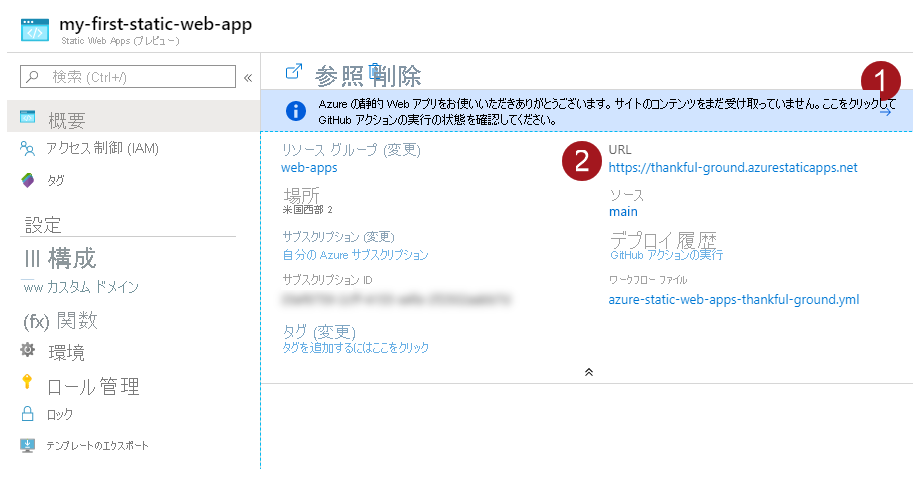 my-first-static-web-app
Static Web Apps (プレビュー)
検索 (Ctrl+/)
参照 削除
1
Azure の静的 Web アプリをお使いいただきありがとうございます。サイトのコンテンツをまだ受け取っていません。ここをクリックして
GitHub アクションの実行の状態を確認してください。
概要
アクセス制御 (IAM)
タグ
設定
構成
ww カスタム ドメイン
(fx) 関数
環境
ロール管理
ロック
テンプレートのエクスポート
リソース グループ (変更)
web-apps
場所
米国西部 2
サブスクリプション (変更)
自分の Azure サブスクリプション
サブスクリプション ID
タグ (変更)
タグを追加するにはここをクリック
2
URL
https://thankful-ground.azurestaticapps.net
ソース
main
デプロイ履歴
GitHub アクションの実行
ワークフロー ファイル
azure-static-web-apps-thankful-ground.yml